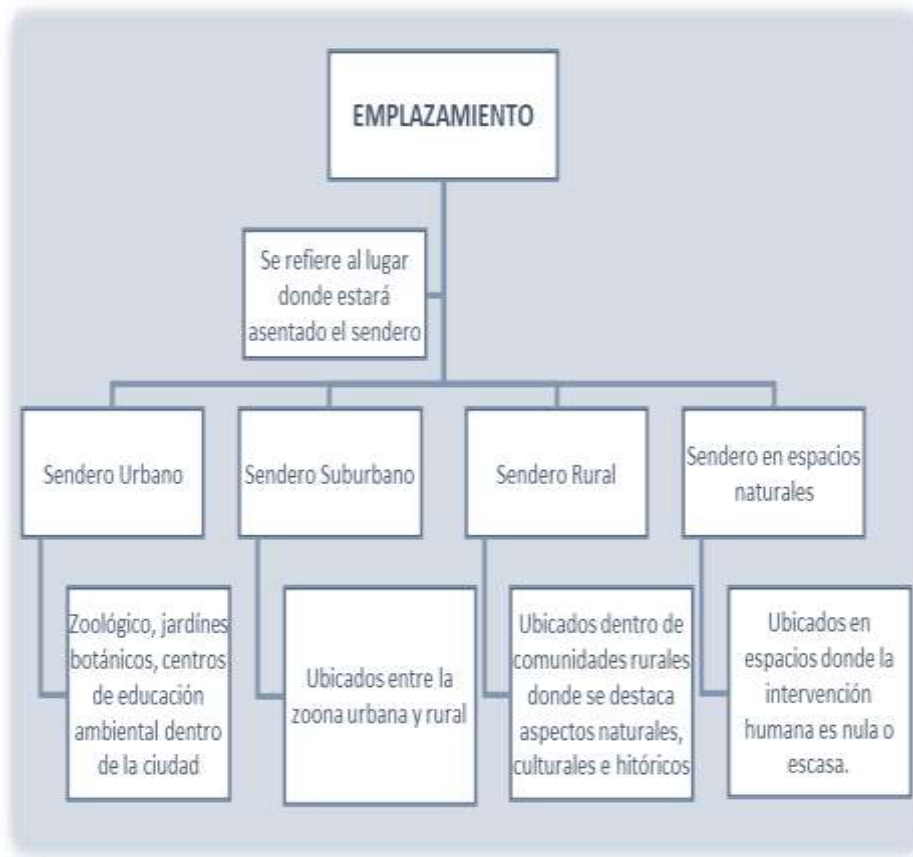 EMPLAZAMIENTO
Se refiere al lugar
donde estará
asentado el sendero
Sendero Urbano
Sendero Suburbano
Sendero Rural
Sendero en espacios
naturales
Zoológico, jardínes
botánicos, centros
de educación
ambiental dentro
de la ciudad
Ubicados entre la
zoona urbana y rural
Ubicados dentro de
comunidades rurales
donde se destaca
aspectos naturales,
culturales e hitóricos
Ubicados en
espacios donde la
intervención
humana es nula o
escasa.